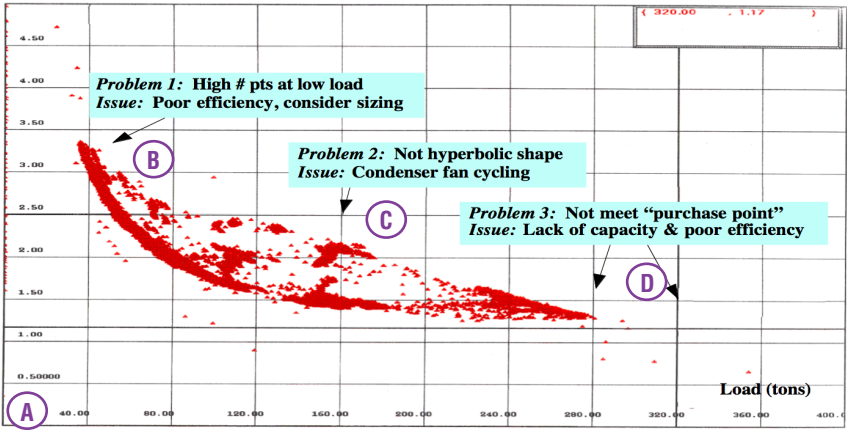 { 320.00 , 1.17 }
4.50
4.00
Problem 1: High # pts at low load
Issue: Poor efficiency, consider sizing
3.50
B
3.00
Problem 2: Not hyperbolic shape
Issue: Condenser fan cycling
2.50
C
Problem 3: Not meet “purchase point”
Issue: Lack of capacity & poor efficiency
2.00
D
1.50
1.00
0.50000
Load (tons)
A
40.00 80.00 120.00 160.00 200.00 240.00 280.00 320.00 360.00 400.0